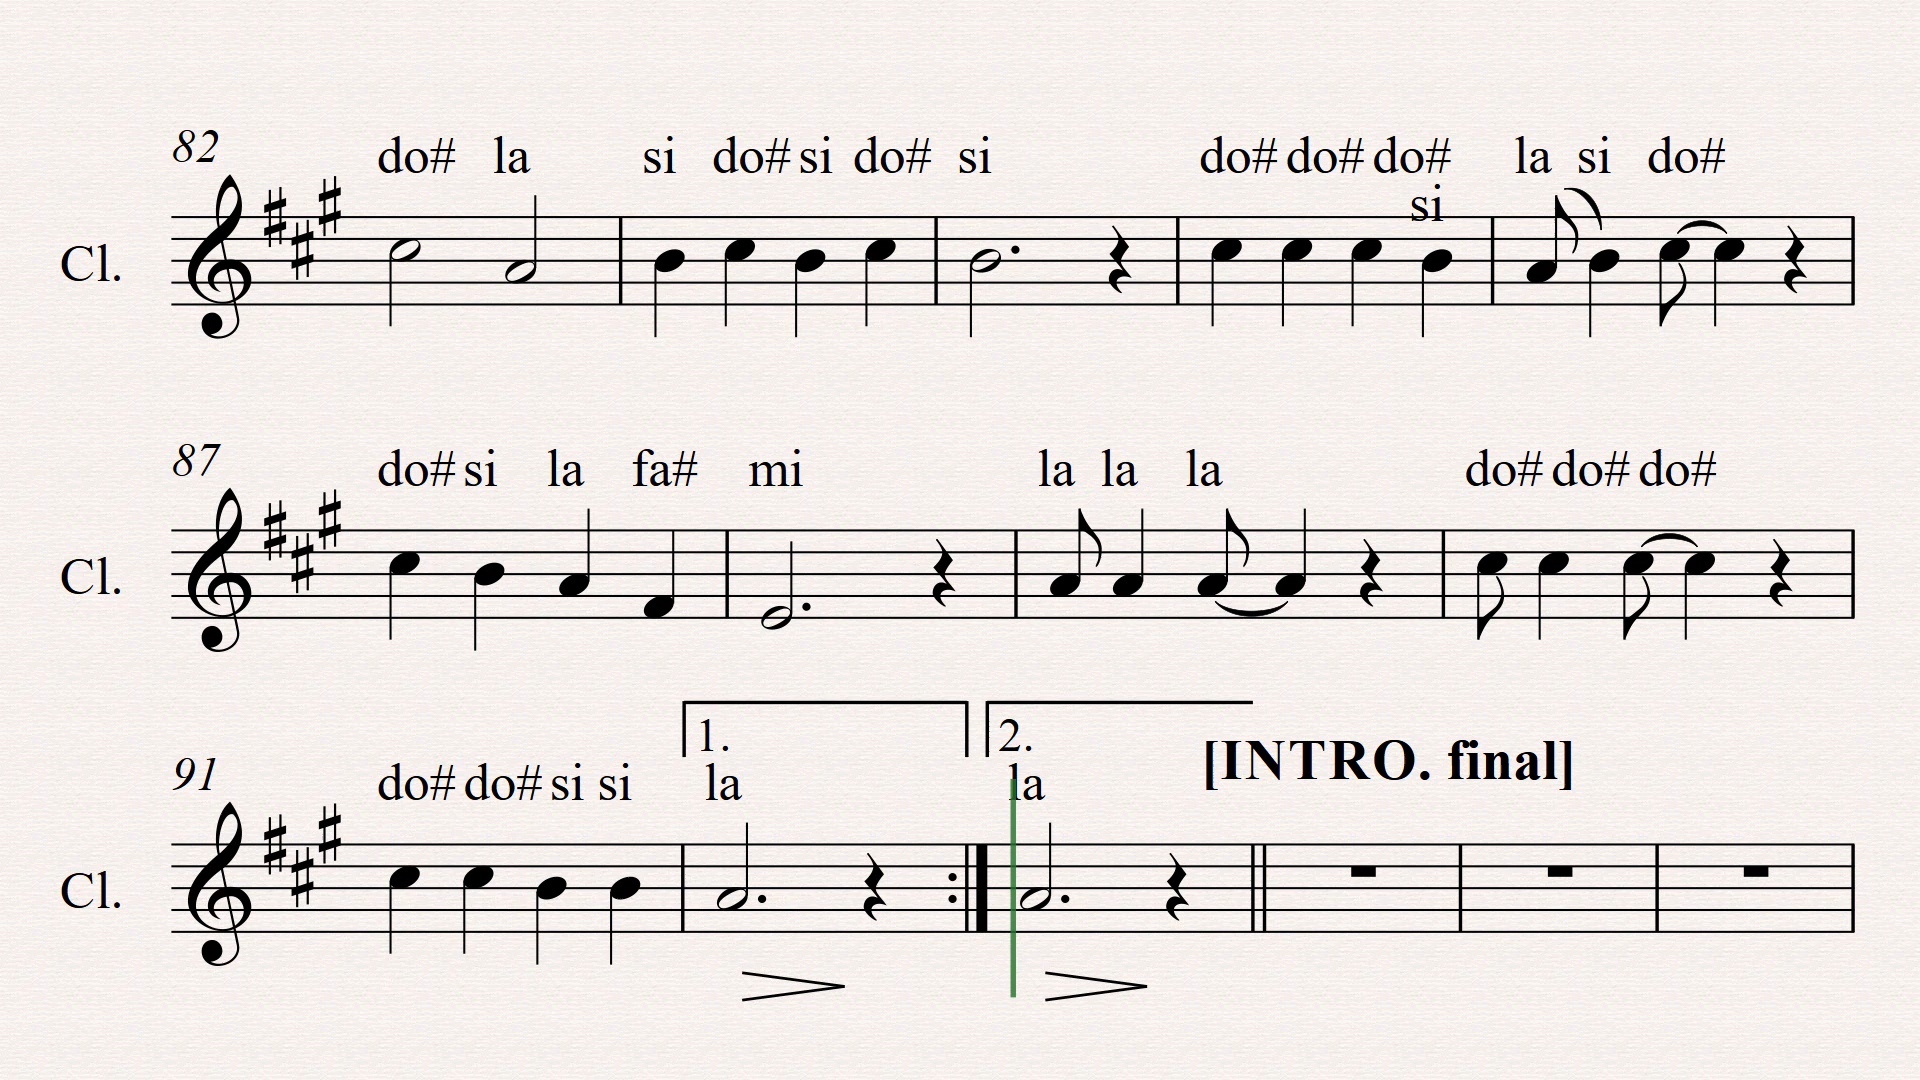 82 do# la si do# si do# si do# do# do# si la si do#
Cl.
87 do# si la fa# mi la la la do# do# do#
Cl.
1. 2.
91 do# do# si si la la [INTRO. final]
Cl.